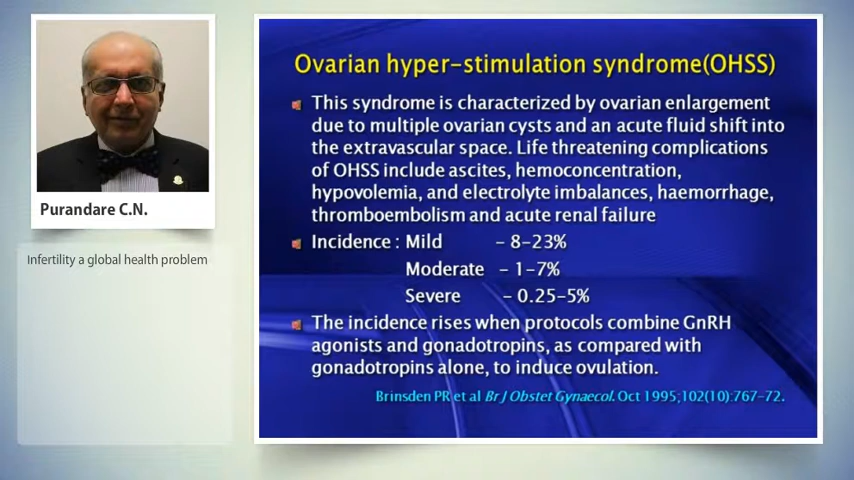 Purandare C.N.
Infertility a global health problem
Ovarian hyper-stimulation syndrome(OHSS)
This syndrome is characterized by ovarian enlargement
due to multiple ovarian cysts and an acute fluid shift into
the extravascular space. Life threatening complications
of OHSS include ascites, hemoconcentration,
hypovolemia, and electrolyte imbalances, haemorrhage,
thromboembolism and acute renal failure
Incidence : Mild – 8-23%
Moderate – 1-7%
Severe – 0.25-5%
The incidence rises when protocols combine GnRH
agonists and gonadotropins, as compared with
gonadotropins alone, to induce ovulation.
Brinsden PR et al Br J Obstet Gynaecol. Oct 1995;102(10):767-72.